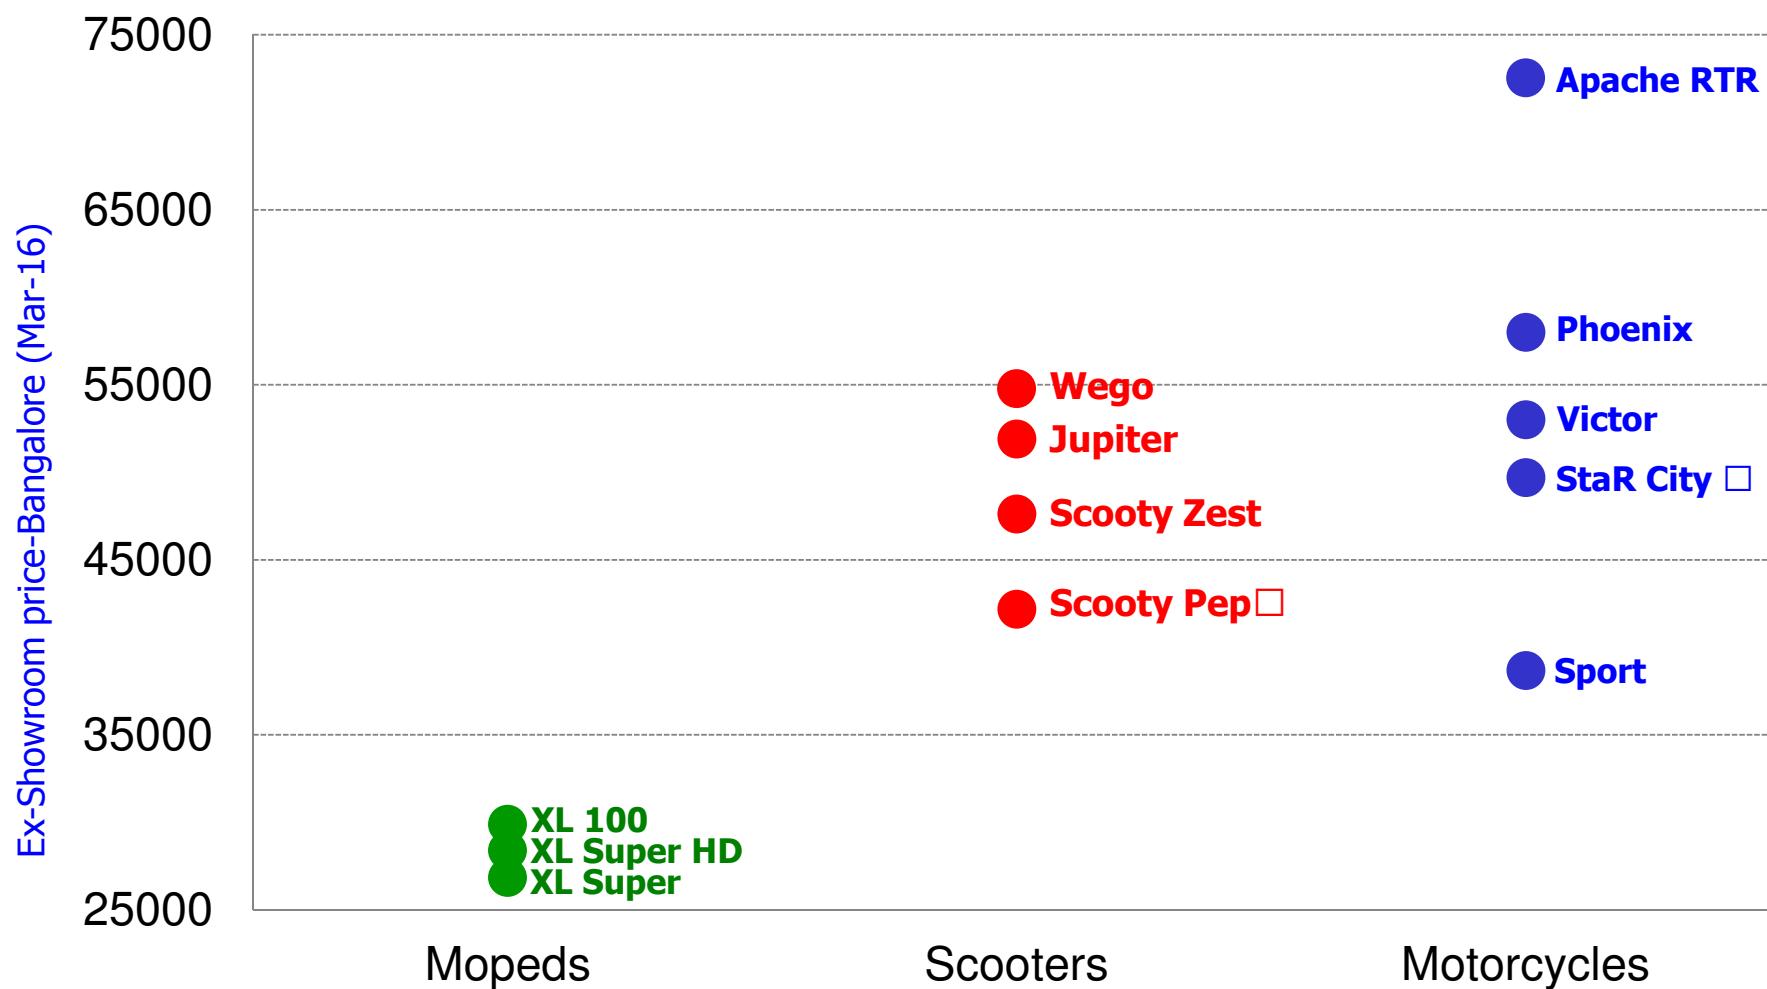 75000
Apache RTR
65000
Phoenix
55000
Wego
Victor
Jupiter
StaR City □
Scooty Zest
45000
Scooty Pep□
Sport
35000
XL 100
XL Super HD
XL Super
25000
Ex-Showroom price-Bangalore (Mar-16)
Mopeds
Scooters
Motorcycles